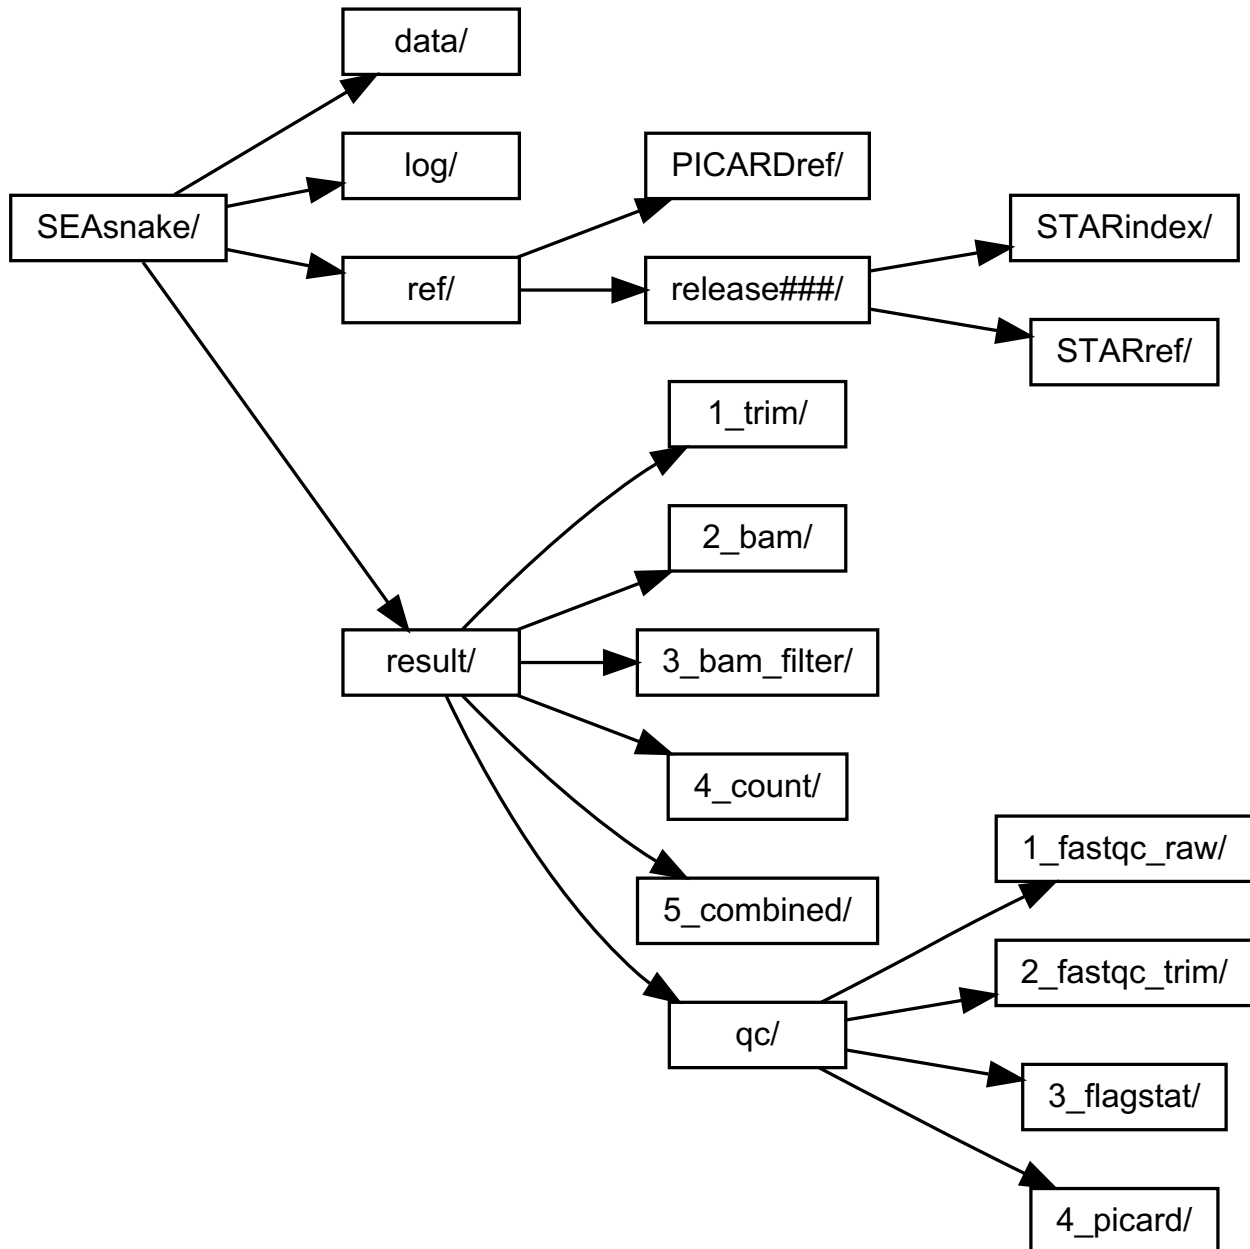 data/
log/
PICARDref/
SEAsnake/
STARindex/
ref/
release###/
STARref/
1_trim/
2_bam/
result/
3_bam_filter/
4_count/
1_fastqc_raw/
5_combined/
2_fastqc_trim/
qc/
3_flagstat/
4_picard/